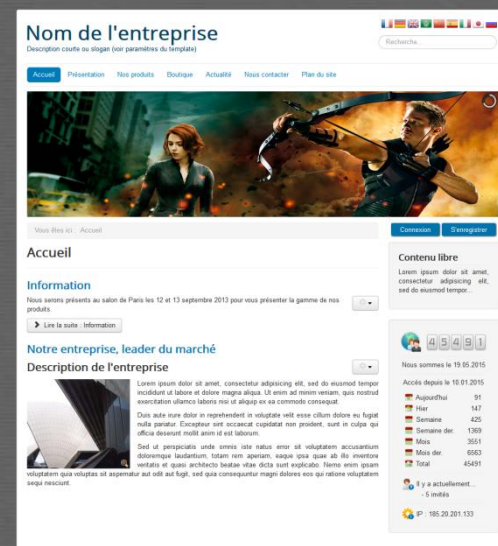 Nom de l'entreprise
Description courte ou slogan (voir paramètres du template)
Recherche...
Accueil Présentation Nos produits Boutique Actualité Nous contacter Plan du site
Vous êtes ici : Accueil
Connexion S'enregistrer
Accueil
Information
Nous serons présents au salon de Paris les 12 et 13 septembre 2013 pour vous présenter la gamme de nos
produits.
Lire la suite : Information
Notre entreprise, leader du marché
Description de l'entreprise
Lorem ipsum dolor sit amet, consectetur adipisicing elit, sed do eiusmod tempor
incididunt ut labore et dolore magna aliqua. Ut enim ad minim veniam, quis nostrud
exercitation ullamco laboris nisi ut aliquip ex ea commodo consequat.
Duis aute irure dolor in reprehenderit in voluptate velit esse cillum dolore eu fugiat
nulla pariatur. Excepteur sint occaecat cupidatat non proident, sunt in culpa qui
officia deserunt mollit anim id est laborum.
Sed ut perspiciatis unde omnis iste natus error sit voluptatem accusantium
doloremque laudantium, totam rem aperiam, eaque ipsa quae ab illo inventore
veritatis et quasi architecto beatae vitae dicta sunt explicabo. Nemo enim ipsam
voluptatem quia voluptas sit aspernatur aut odit aut fugit, sed quia consequuntur magni dolores eos qui ratione voluptatem
sequi nesciunt.
Contenu libre
Lorem ipsum dolor sit amet,
consectetur adipisicing elit,
sed do eiusmod tempor...
45491
Nous sommes le 19.05.2015
Accès depuis le 10.01.2015
Aujourd'hui 91
Hier 147
Semaine 425
Semaine der. 1369
Mois 3551
Mois der. 6563
Total 45491
Il y a actuellement...
- 5 invités
IP : 185.20.201.133